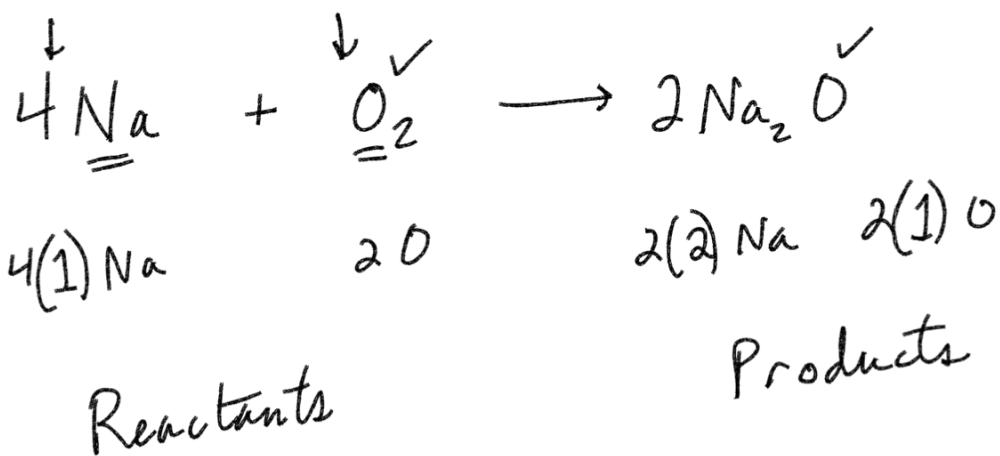 4Na + O₂ → 2Na₂O
4(1) Na 2 O 2(2) Na 2(1) O
Reactants Products